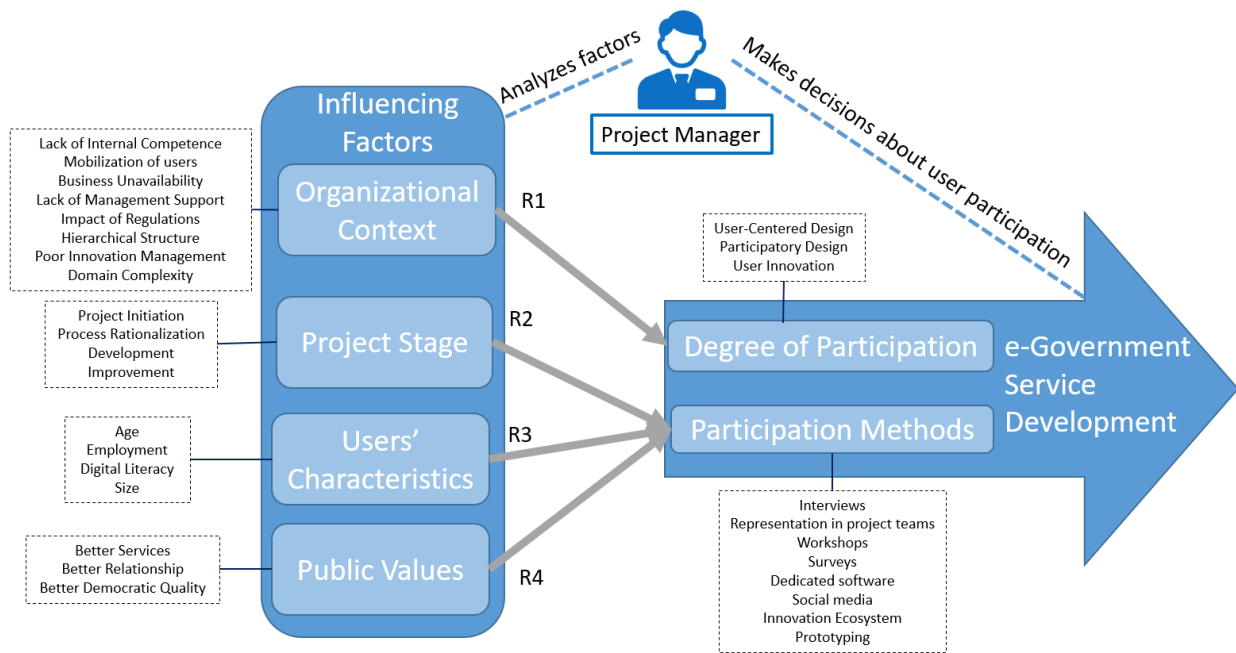 Analyzes factors
Makes decisions about user participation
Project Manager
Influencing
Factors
Lack of Internal Competence
Mobilization of users
Business Unavailability
Lack of Management Support
Impact of Regulations
Hierarchical Structure
Poor Innovation Management
Domain Complexity
Organizational
Context
R1
Project Initiation
Process Rationalization
Development
Improvement
Project Stage
R2
Age
Employment
Digital Literacy
Size
Users'
Characteristics
R3
Better Services
Better Relationship
Better Democratic Quality
Public Values
R4
User-Centered Design
Participatory Design
User Innovation
Degree of Participation
Participation Methods
e-Government
Service
Development
Interviews
Representation in project teams
Workshops
Surveys
Dedicated software
Social media
Innovation Ecosystem
Prototyping